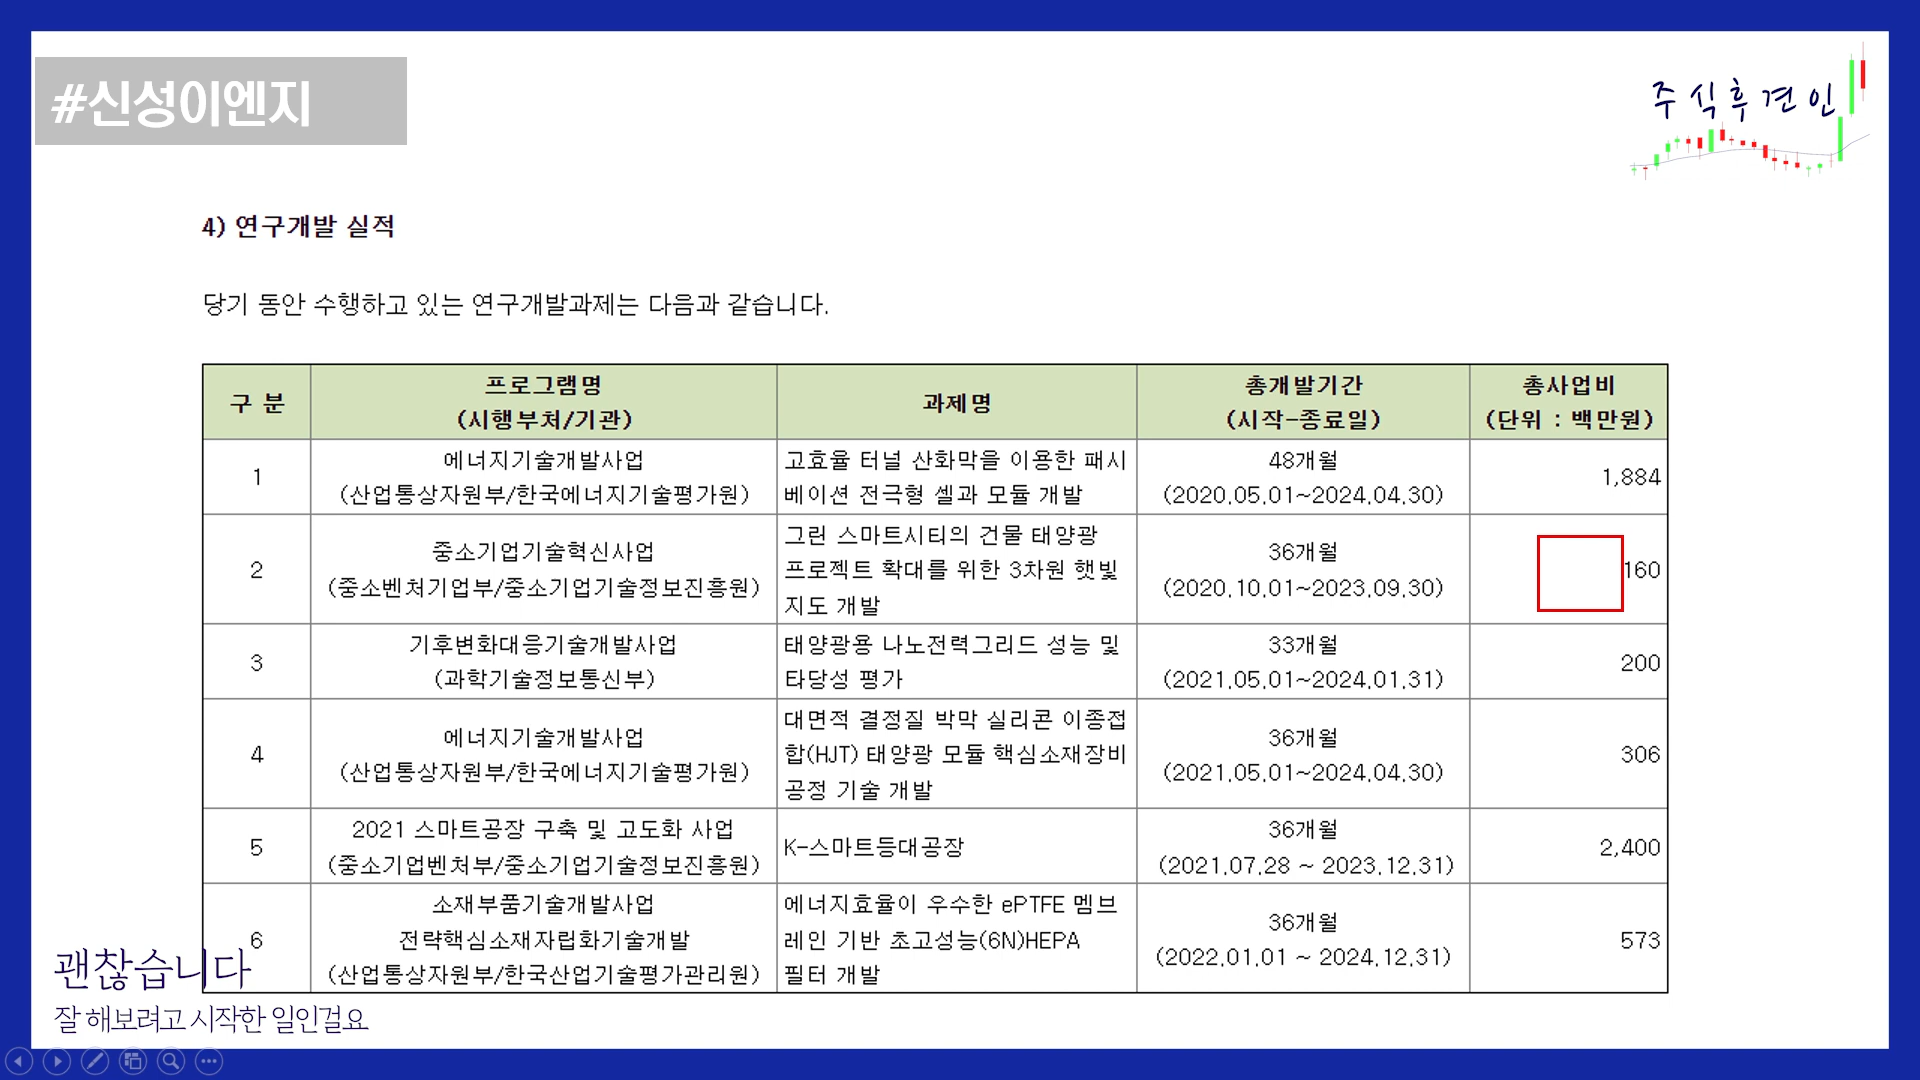 #신성이엔지
주식후견인
4) 연구개발 실적
당기 동안 수행하고 있는 연구개발과제는 다음과 같습니다.
구 분
프로그램명
(시행부처/기관)
과제명
총개발기간
(시작-종료일)
총사업비
(단위 : 백만원)
1
에너지기술개발사업
(산업통상자원부/한국에너지기술평가원)
고효율 터널 산화막을 이용한 패시
베이션 전극형 셀과 모듈 개발
48개월
(2020.05.01~2024.04.30)
1,884
2
중소기업기술혁신사업
(중소벤처기업부/중소기업기술정보진흥원)
그린 스마트시티의 건물 태양광
프로젝트 확대를 위한 3차원 햇빛
지도 개발
36개월
(2020.10.01~2023.09.30)
160
3
기후변화대응기술개발사업
(과학기술정보통신부)
태양광용 나노전력그리드 성능 및
타당성 평가
33개월
(2021.05.01~2024.01.31)
200
4
에너지기술개발사업
(산업통상자원부/한국에너지기술평가원)
대면적 결정질 박막 실리콘 이종접
합(HJT) 태양광 모듈 핵심소재장비
공정 기술 개발
36개월
(2021.05.01~2024.04.30)
306
5
2021 스마트공장 구축 및 고도화 사업
(중소기업벤처부/중소기업기술정보진흥원)
K-스마트등대공장
36개월
(2021.07.28 ~ 2023.12.31)
2,400
6
소재부품기술개발사업
전략핵심소재자립화기술개발
(산업통상자원부/한국산업기술평가관리원)
에너지효율이 우수한 ePTFE 멤브
레인 기반 초고성능(6N)HEPA
필터 개발
36개월
(2022.01.01 ~ 2024.12.31)
573
괜찮습니다
잘 해보려고 시작한 일인걸요